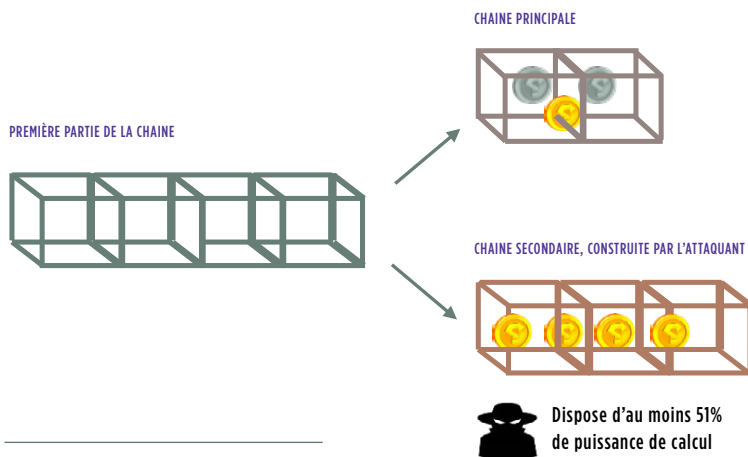 CHAINE PRINCIPALE
PREMIÈRE PARTIE DE LA CHAINE
CHAINE SECONDAIRE, CONSTRUITE PAR L'ATTAQUANT
Dispose d'au moins 51%
de puissance de calcul